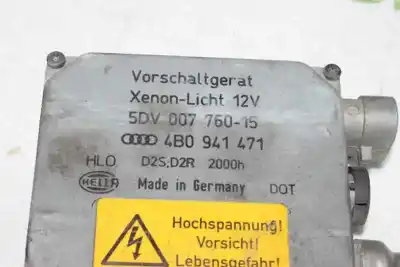 Vorschaltgerät
Xenon-Licht 12V
5DV 007 760-15
4B0 941 471
HLO D2S;D2R 2000h
HELLA Made in Germany DOT
Hochspannung!
Vorsicht!
Lebensgefahr!